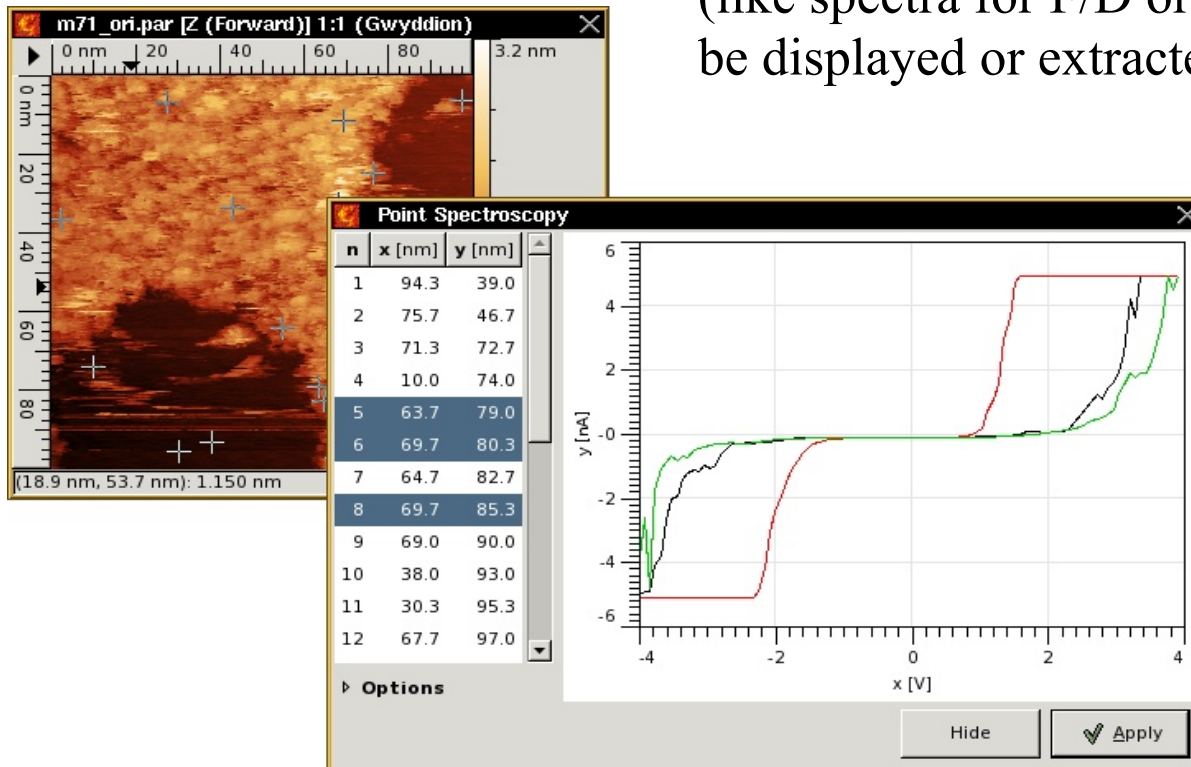 (like spectra for F/D or
be displayed or extracte
m71_ori.par [Z (Forward)] 1:1 (Gwyddion)
0 nm 20 40 60 80 3.2 nm
0 nm
20
40
60
80
(18.9 nm, 53.7 nm): 1.150 nm
Point Spectroscopy
n x [nm] y [nm]
1 94.3 39.0
2 75.7 46.7
3 71.3 72.7
4 10.0 74.0
5 63.7 79.0
6 69.7 80.3
7 64.7 82.7
8 69.7 85.3
9 69.0 90.0
10 38.0 93.0
11 30.3 95.3
12 67.7 97.0
Options
6
4
2
-0
-2
-4
-6
y [nA]
-4 -2 0 2 4
x [V]
Hide Apply